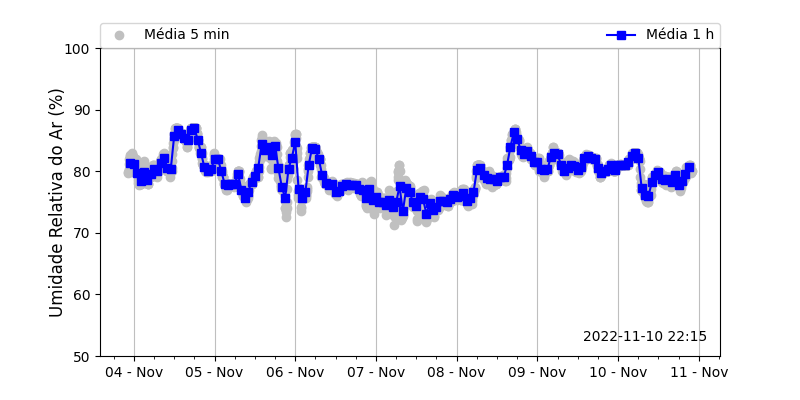 Média 5 min Média 1 h
Umidade Relativa do Ar (%)
100
90
80
70
60
50
2022-11-10 22:15
04 - Nov 05 - Nov 06 - Nov 07 - Nov 08 - Nov 09 - Nov 10 - Nov 11 - Nov